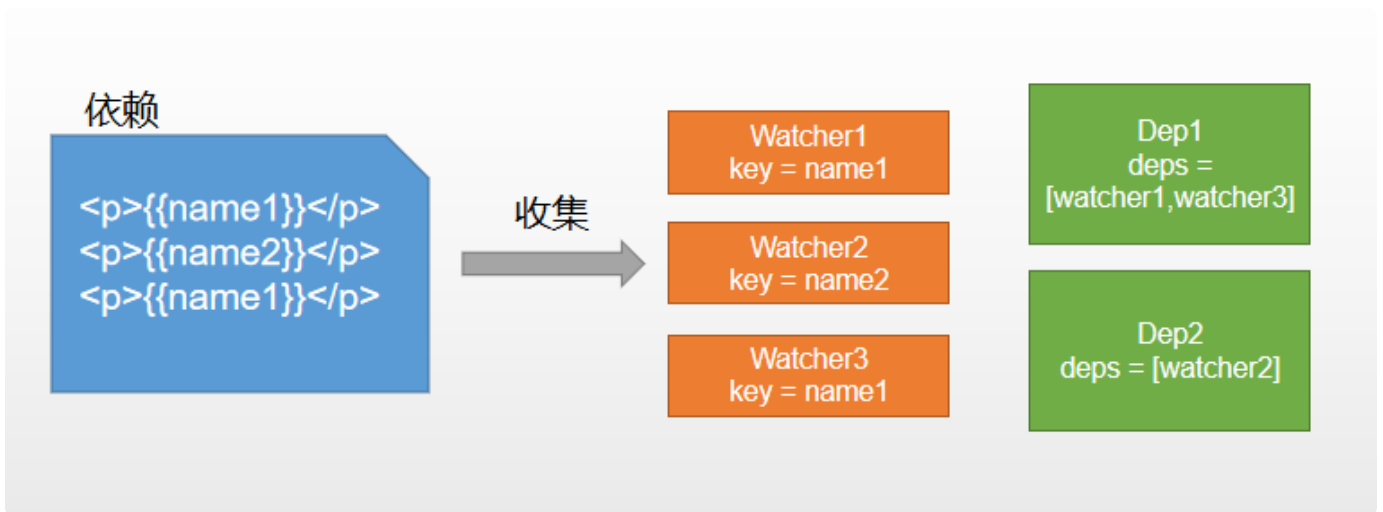 依赖
<p>{{name1}}</p>
<p>{{name2}}</p>
<p>{{name1}}</p>
收集
Watcher1
key = name1
Watcher2
key = name2
Watcher3
key = name1
Dep1
deps =
[watcher1,watcher3]
Dep2
deps = [watcher2]